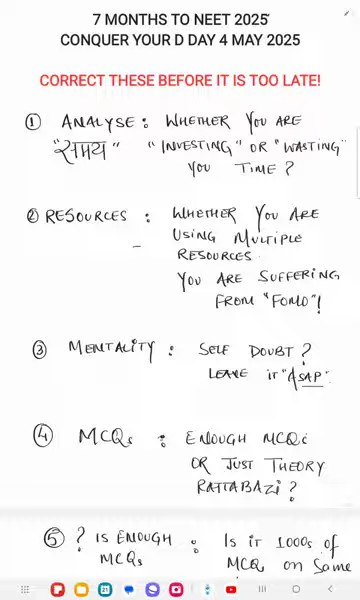 7 MONTHS TO NEET 2025'
CONQUER YOUR D DAY 4 MAY 2025
CORRECT THESE BEFORE IT IS TOO LATE!
① ANALYSE : WHETHER YOU ARE
"समय" "INVESTING" OR "WASTING"
YOU TIME ?
② RESOURCES : WHETHER YOU ARE
USING MULTIPLE
RESOURCES.
YOU ARE SUFFERING
FROM "FOMO"!
③ MENTALITY : SELF DOUBT ?
LEAVE IT "ASAP"
④ MCQs : ENOUGH MCQs
OR JUST THEORY
RATTABAZI ?
⑤ ? IS ENOUGH : IS IT 1000s OF
MCQs MCQs ON SAME